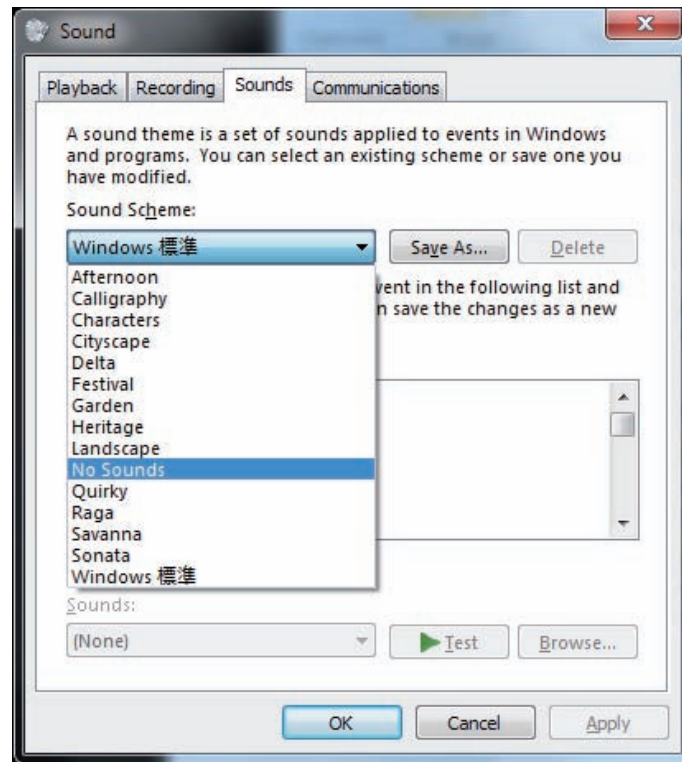 Sound
Playback Recording Sounds Communications
A sound theme is a set of sounds applied to events in Windows
and programs. You can select an existing scheme or save one you
have modified.
Sound Scheme:
Windows 標準 Save As... Delete
Afternoon
Calligraphy
Characters
Cityscape
Delta
Festival
Garden
Heritage
Landscape
No Sounds
Quirky
Raga
Savanna
Sonata
Windows 標準
vent in the following list and
n save the changes as a new
Sounds:
(None) Test Browse...
OK Cancel Apply